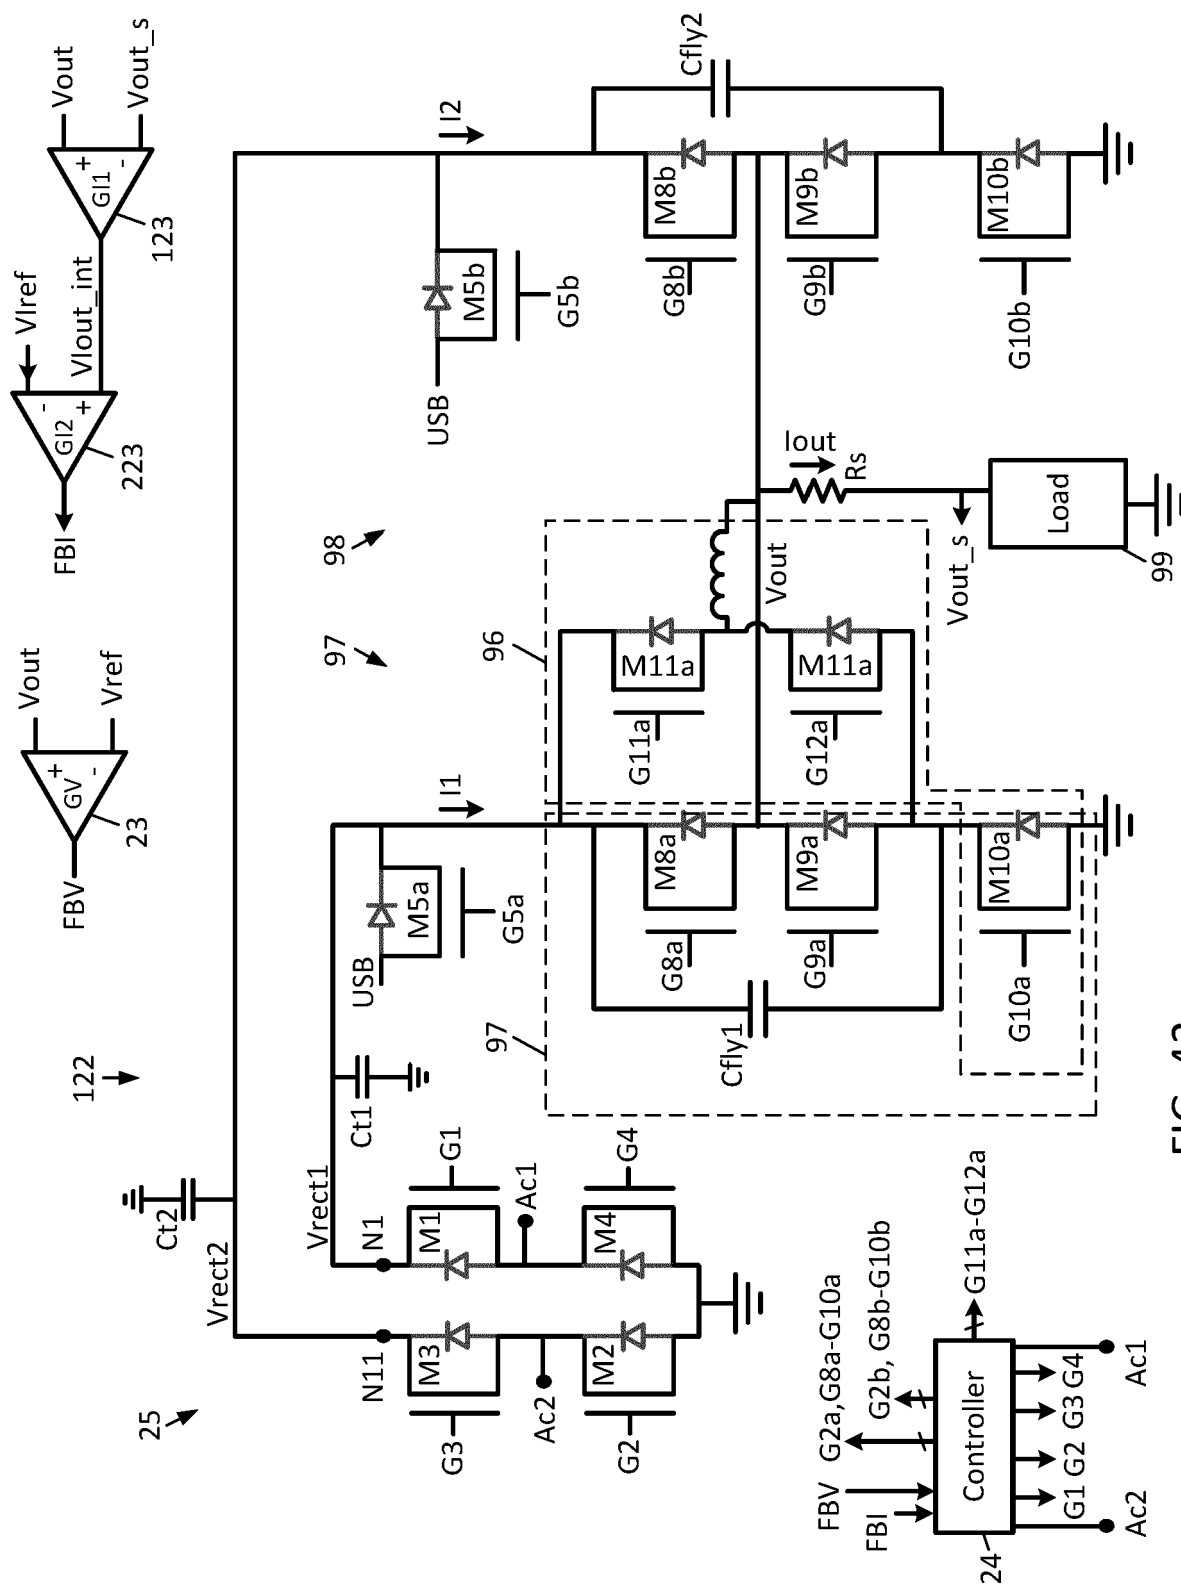 25
122
97
98
Vrect2
Ct2
Vrect1
Ct1
N11
N1
M3
G3
M1
G1
Ac2
Ac1
M2
G2
M4
G4
USB
M5a
G5a
I1
97
Cfly1
M8a
G8a
M9a
G9a
M10a
G10a
96
M11a
G11a
M11a
G12a
Vout
Iout
Rs
Vout_s
Load
99
USB
M5b
G5b
I2
M8b
G8b
M9b
G9b
M10b
G10b
Cfly2
FBV
GV
+
-
23
Vout
Vref
FBI
GI2
-
+
223
VIref
VIout_int
GI1
+
-
123
Vout
Vout_s
FBI
FBV
G2a,G8a-G10a
G2b, G8b-G10b
G11a-G12a
Controller
24
Ac2
G1
G2
G3
G4
Ac1